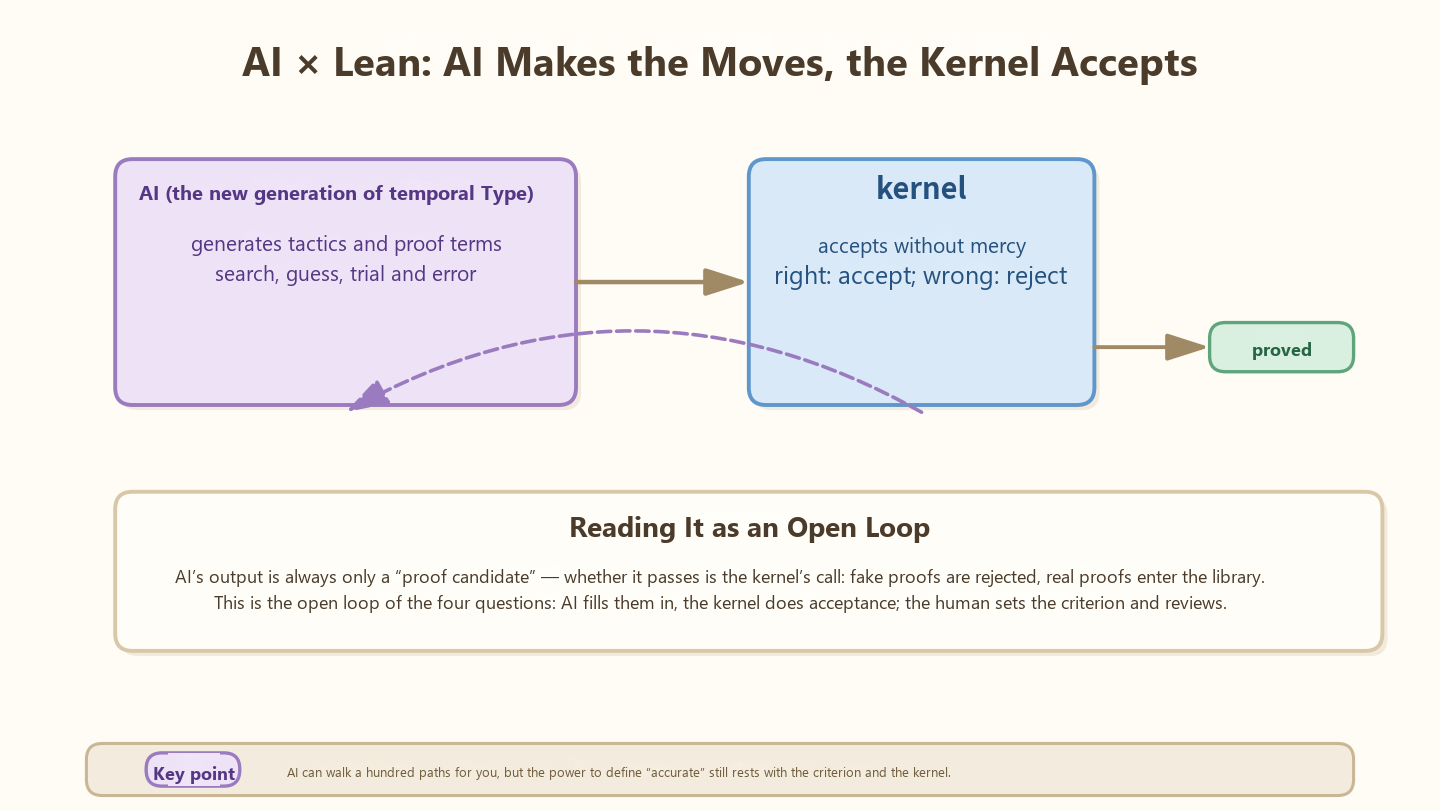 AI × Lean: AI Makes the Moves, the Kernel Accepts
AI (the new generation of temporal Type)
generates tactics and proof terms
search, guess, trial and error
kernel
accepts without mercy
right: accept; wrong: reject
proved
Reading It as an Open Loop
AI’s output is always only a “proof candidate” — whether it passes is the kernel’s call: fake proofs are rejected, real proofs enter the library.
This is the open loop of the four questions: AI fills them in, the kernel does acceptance; the human sets the criterion and reviews.
Key point
AI can walk a hundred paths for you, but the power to define “accurate” still rests with the criterion and the kernel.